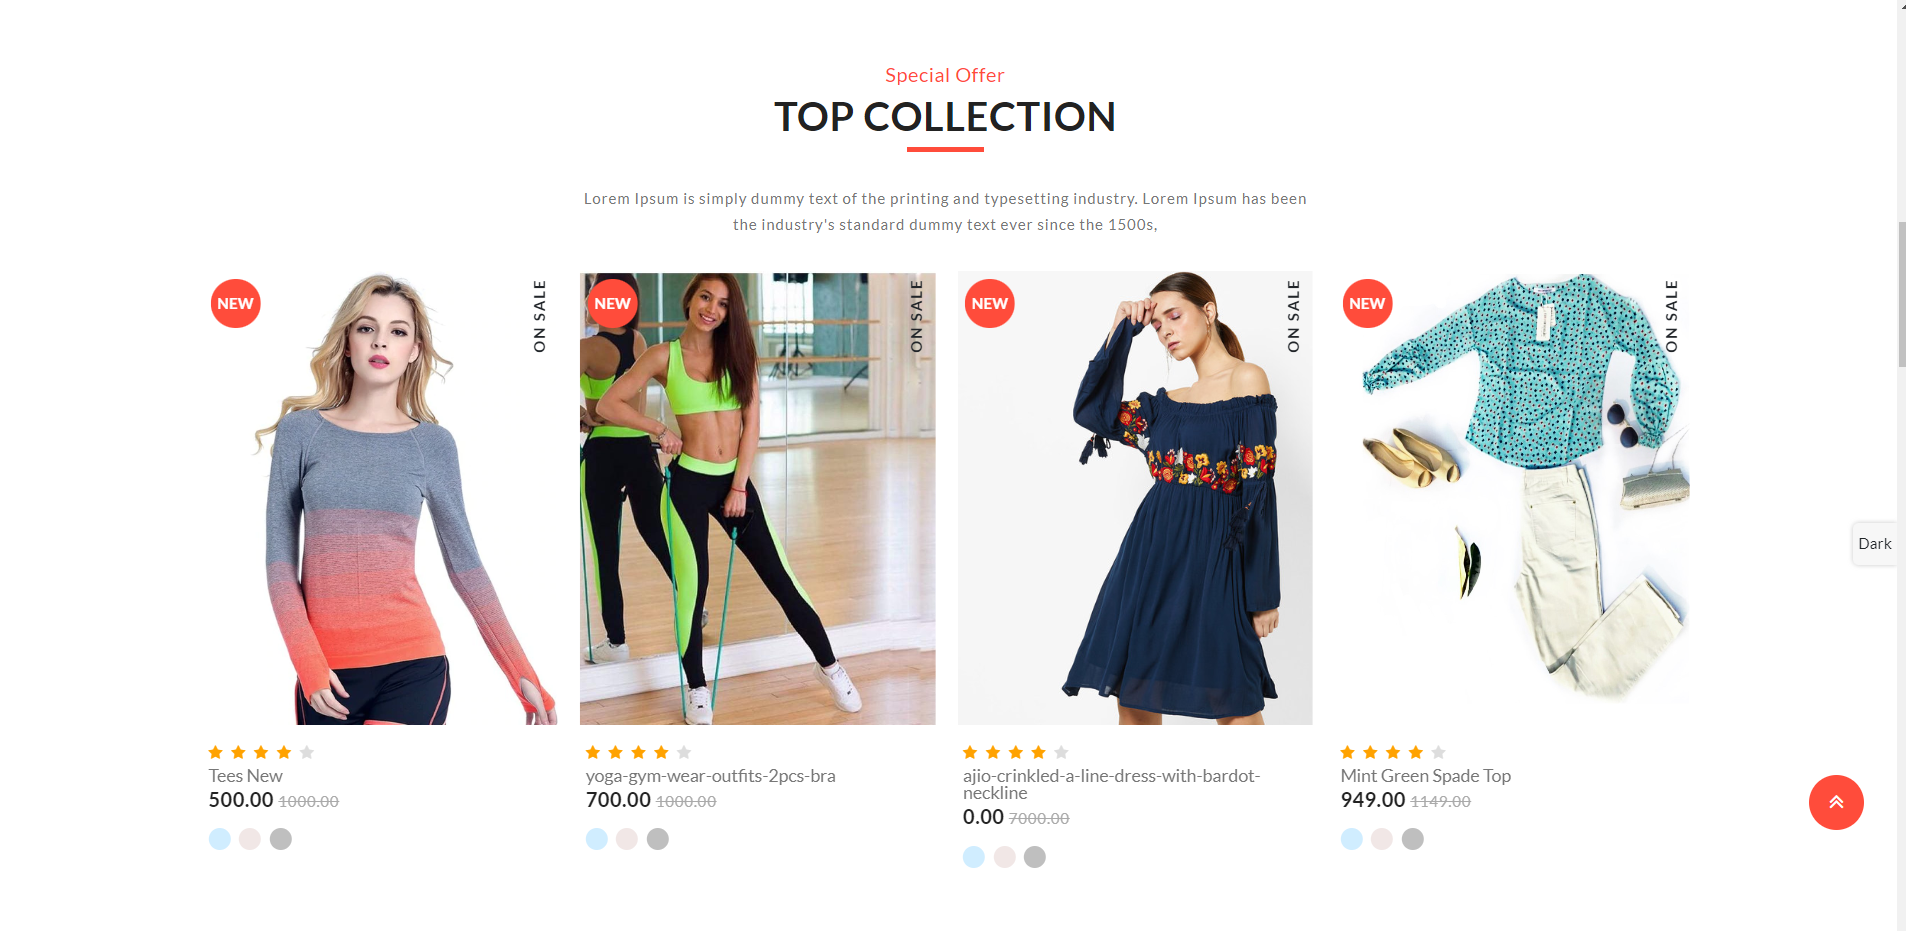 Special Offer
TOP COLLECTION
Lorem Ipsum is simply dummy text of the printing and typesetting industry. Lorem Ipsum has been
the industry's standard dummy text ever since the 1500s,
NEW
ON SALE
NEW
ON SALE
NEW
ON SALE
NEW
ON SALE
Dark
Tees New
500.00 1000.00
yoga-gym-wear-outfits-2pcs-bra
700.00 1000.00
ajio-crinkled-a-line-dress-with-bardot-
neckline
0.00 7000.00
Mint Green Spade Top
949.00 1149.00